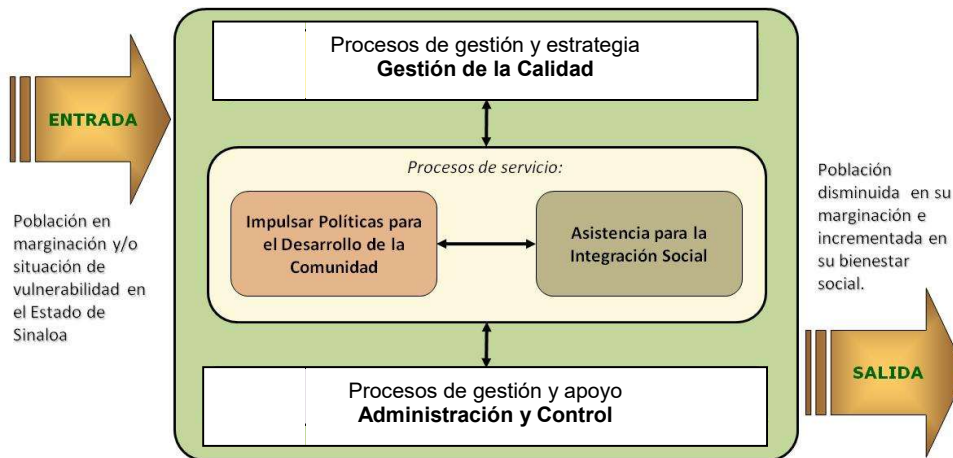 Procesos de gestión y estrategia
Gestión de la Calidad
ENTRADA
Población en
marginación y/o
situación de
vulnerabilidad en
el Estado de
Sinaloa
Procesos de servicio:
Impulsar Políticas para
el Desarrollo de la
Comunidad
Asistencia para la
Integración Social
Procesos de gestión y apoyo
Administración y Control
Población
disminuida en su
marginación e
incrementada en
su bienestar
social.
SALIDA